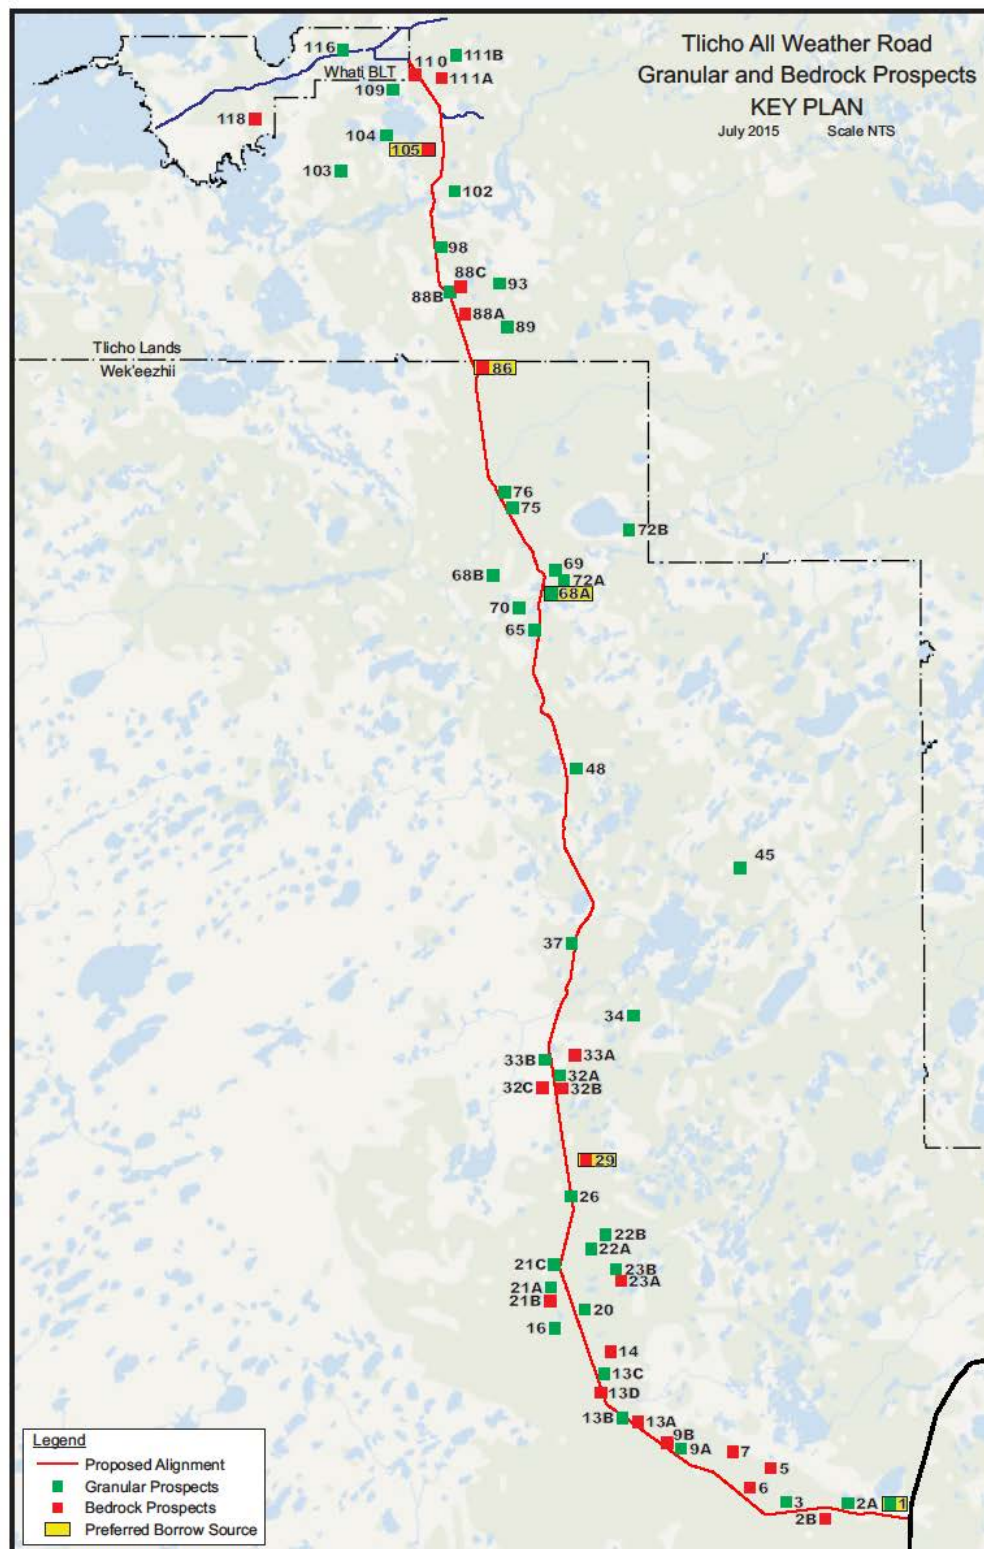 Tlicho All Weather Road
Granular and Bedrock Prospects
KEY PLAN
July 2015 Scale NTS
116
111B
110
Whati BLT
111A
109
118
104
105
103
102
98
88C
93
88B
88A
89
Tlicho Lands
86
Wek'eezhii
76
75
72B
69
68B
72A
68A
70
65
48
45
37
34
33A
33B
32A
32C
32B
29
26
22B
22A
21C
23B
23A
21A
21B
20
16
14
13C
13D
13B
13A
9B
9A
7
5
6
3
2A
1
2B
Legend
Proposed Alignment
Granular Prospects
Bedrock Prospects
Preferred Borrow Source